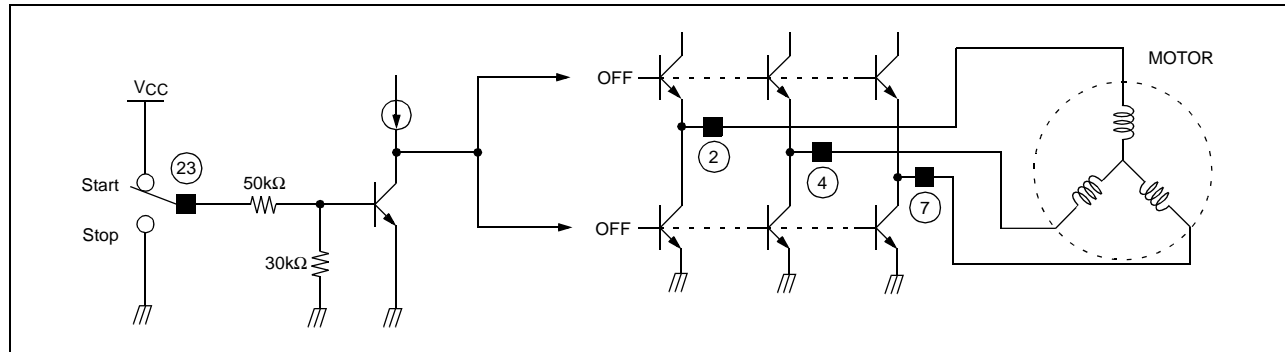 VCC
Start
23
50kΩ
Stop
30kΩ
OFF
OFF
2
4
7
MOTOR